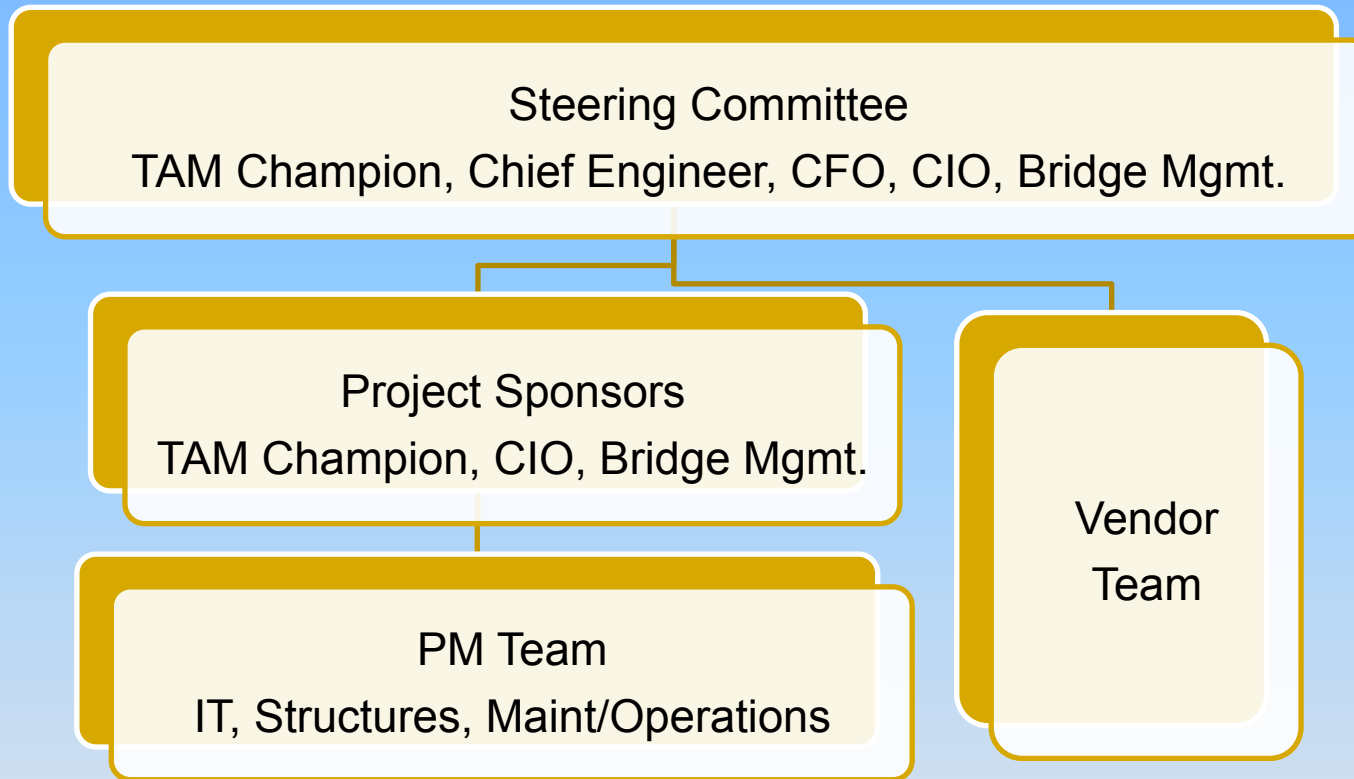 Steering Committee
TAM Champion, Chief Engineer, CFO, CIO, Bridge Mgmt.
Project Sponsors
TAM Champion, CIO, Bridge Mgmt.
PM Team
IT, Structures, Maint/Operations
Vendor
Team